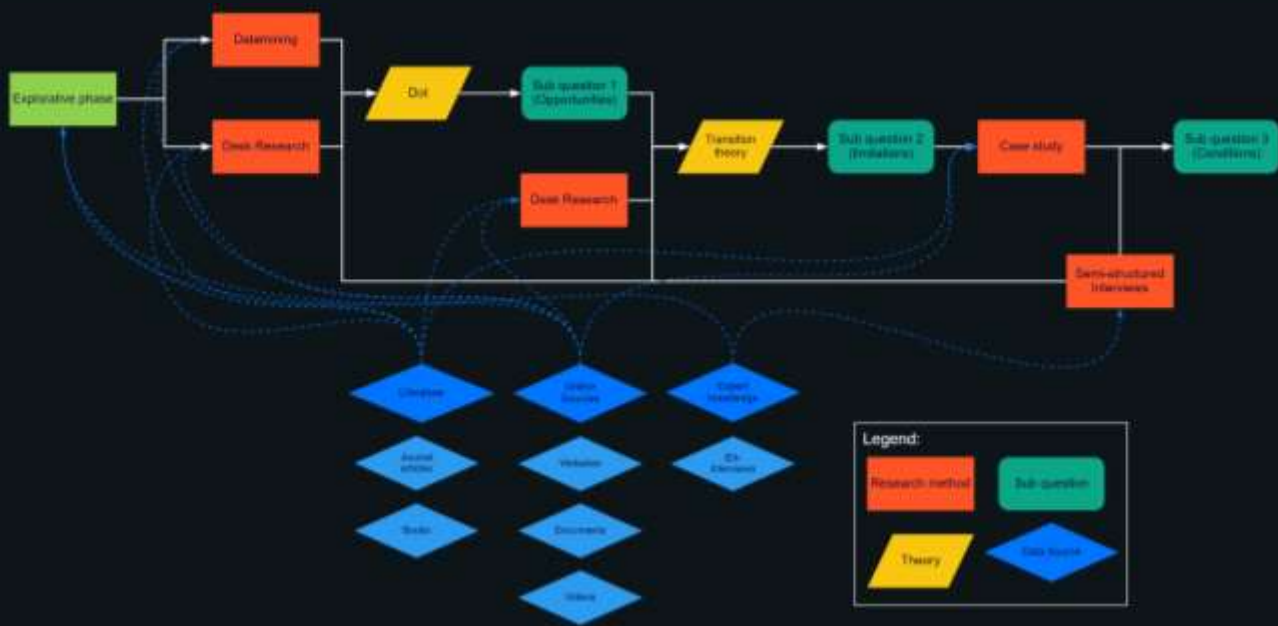 Datamining
Explorative phase
Desk Research
DoI
Sub question 1
(Opportunities)
Transition
theory
Sub question 2
(limitations)
Case study
Sub question 3
(Conditions)
Desk Research
Semi-structured
Interviews
Literature
Online
Sources
Expert
knowledge
Journal
articles
Websites
Interviews
Books
Documents
Videos
Legend:
Research method
Sub question
Theory
Data source